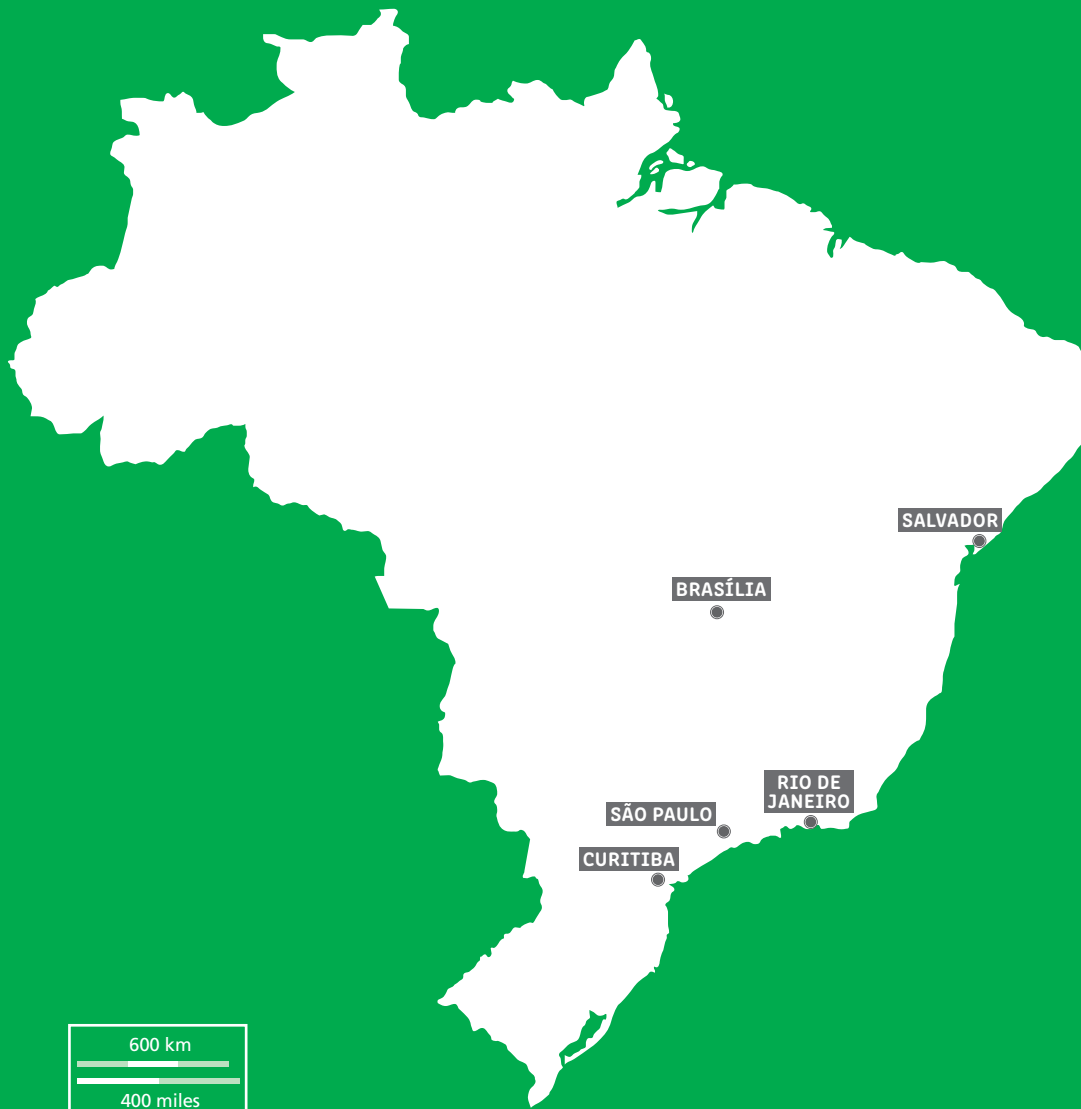 SALVADOR
BRASÍLIA
RIO DE
JANEIRO
SÃO PAULO
CURITIBA
600 km
400 miles